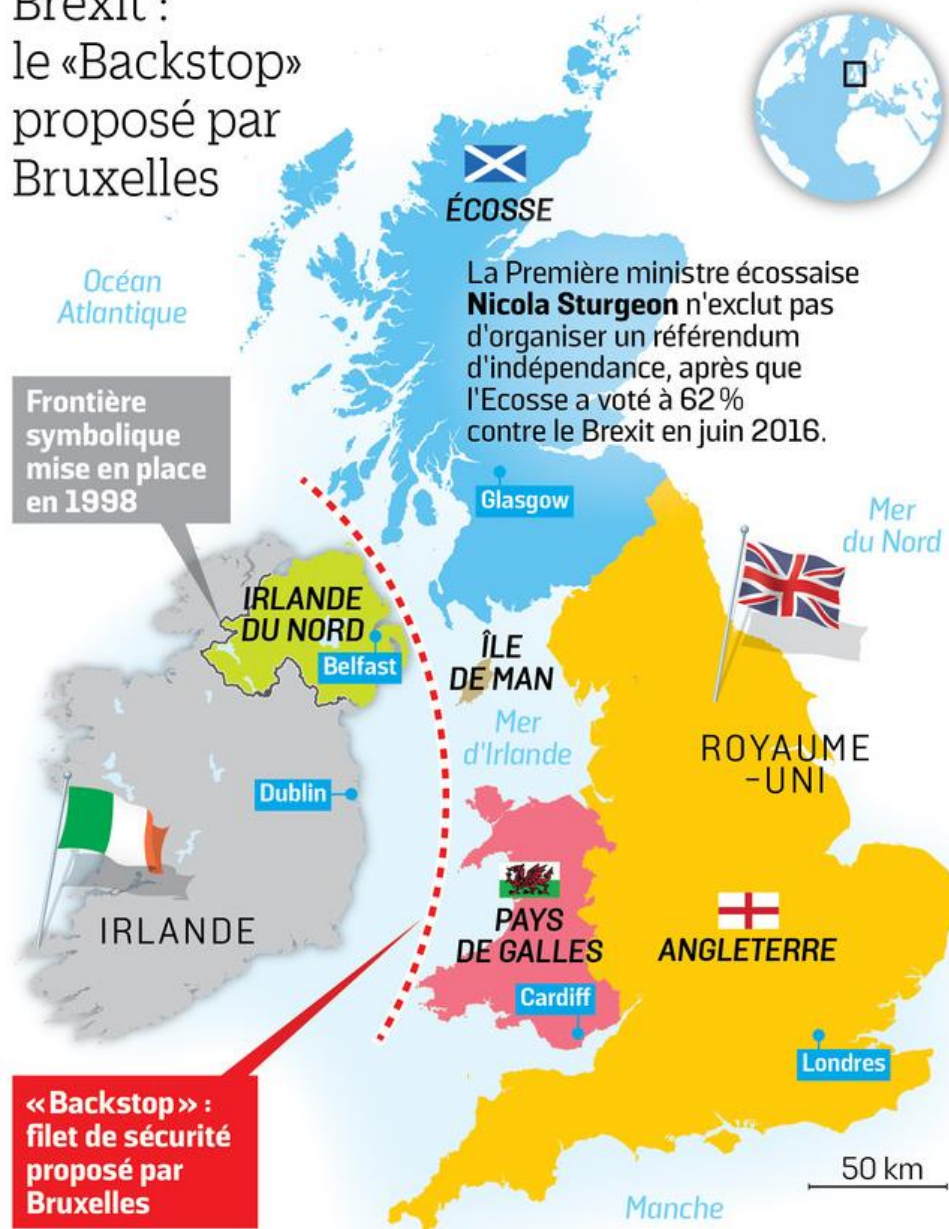 Brexit :
le «Backstop»
proposé par
Bruxelles
ÉCOSSE
La Première ministre écossaise
Nicola Sturgeon n'exclut pas
d'organiser un référendum
d'indépendance, après que
l'Ecosse a voté à 62 %
contre le Brexit en juin 2016.
Océan
Atlantique
Frontière
symbolique
mise en place
en 1998
Glasgow
Mer
du Nord
IRLANDE
DU NORD
Belfast
ÎLE
DE MAN
Mer
d'Irlande
ROYAUME
-UNI
Dublin
IRLANDE
PAYS
DE GALLES
ANGLETERRE
Cardiff
Londres
«Backstop» :
filet de sécurité
proposé par
Bruxelles
50 km
Manche